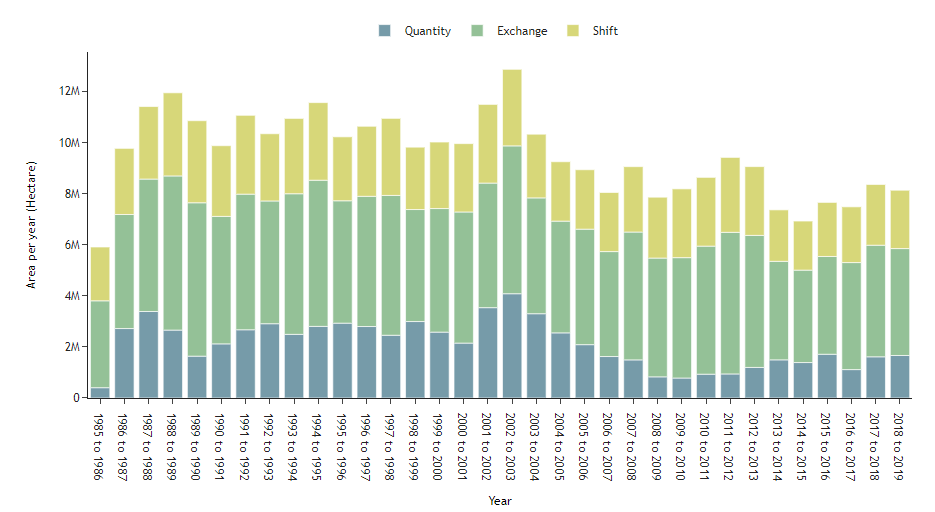 Quantity Exchange Shift
Area per year (Hectare)
12M
10M
8M
6M
4M
2M
0
1985 to 1986
1986 to 1987
1987 to 1988
1988 to 1989
1989 to 1990
1990 to 1991
1991 to 1992
1992 to 1993
1993 to 1994
1994 to 1995
1995 to 1996
1996 to 1997
1997 to 1998
1998 to 1999
1999 to 2000
2000 to 2001
2001 to 2002
2002 to 2003
2003 to 2004
2004 to 2005
2005 to 2006
2006 to 2007
2007 to 2008
2008 to 2009
2009 to 2010
2010 to 2011
2011 to 2012
2012 to 2013
2013 to 2014
2014 to 2015
2015 to 2016
2016 to 2017
2017 to 2018
2018 to 2019
Year